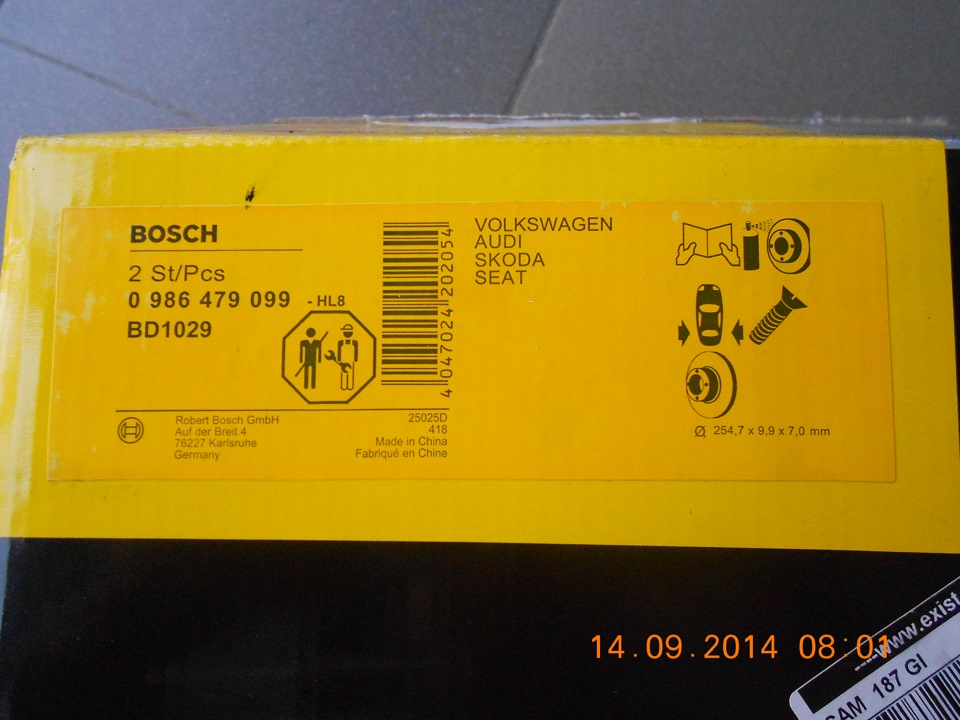 BOSCH
2 St/Pcs
0 986 479 099 - HL8
BD1029
4 047024 202054
VOLKSWAGEN
AUDI
SKODA
SEAT
Robert Bosch GmbH
Auf der Breit 4
76227 Karlsruhe
Germany
25025D
418
Made in China
Fabriqué en Chine
Ø 254,7 x 9,9 x 7,0 mm
14.09.2014 08:01
www.exist
187 GI